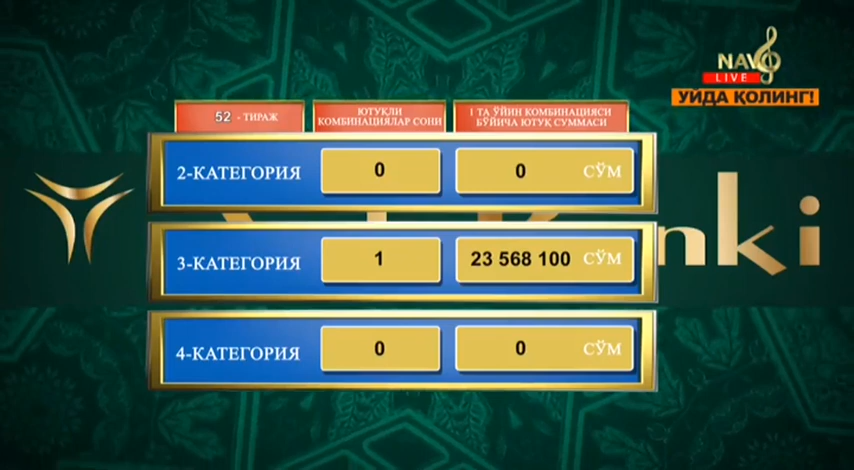 NAVO
LIVE
УЙДА ҚОЛИНГ!
52 - ТИРАЖ
ЮТУҚЛИ
КОМБИНАЦИЯЛАР СОНИ
1 ТА ЎЙИН КОМБИНАЦИЯСИ
БЎЙИЧА ЮТУҚ СУММАСИ
2-КАТЕГОРИЯ 0 0 СЎМ
3-КАТЕГОРИЯ 1 23 568 100 СЎМ
4-КАТЕГОРИЯ 0 0 СЎМ